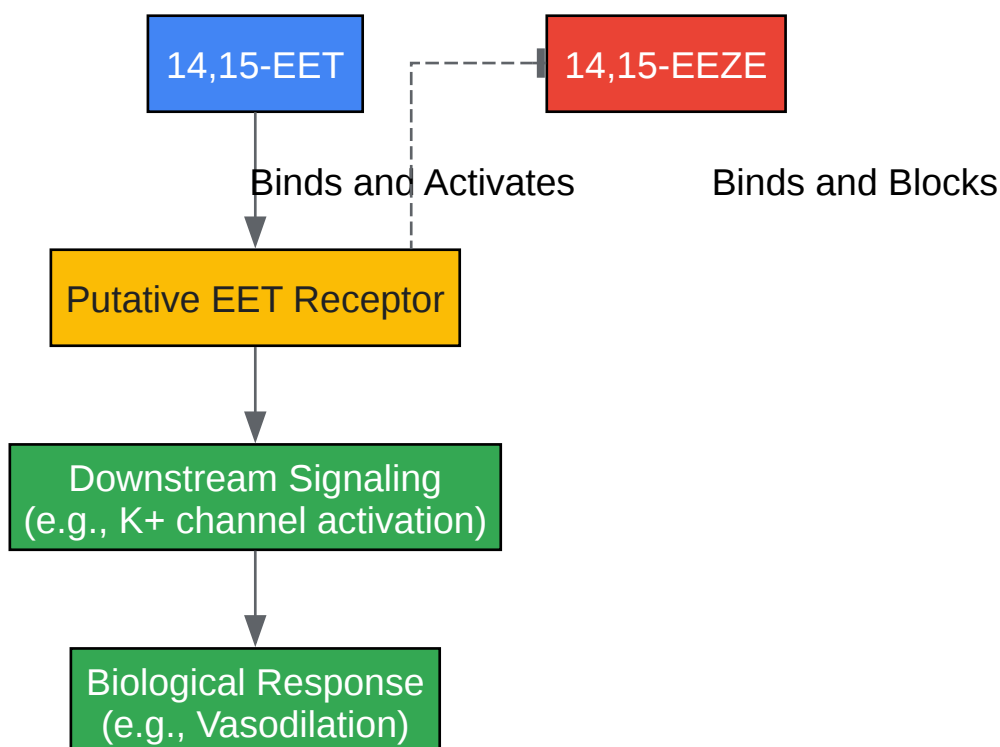 14,15-EET
14,15-EEZE
Binds and Activates
Binds and Blocks
Putative EET Receptor
Downstream Signaling
(e.g., K+ channel activation)
Biological Response
(e.g., Vasodilation)